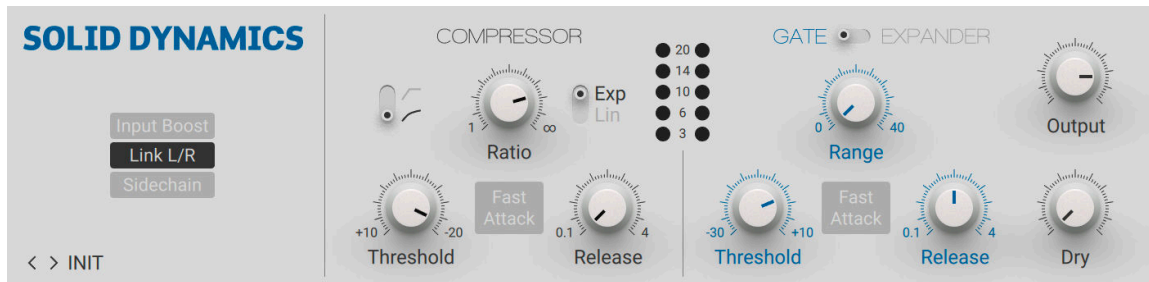 SOLID DYNAMICS
Input Boost
Link L/R
Sidechain
< > INIT
COMPRESSOR
Exp
Lin
1
∞
Ratio
+10
-20
Threshold
Fast
Attack
0.1
4
Release
20
14
10
6
3
GATE
EXPANDER
0
40
Range
-30
+10
Threshold
Fast
Attack
0.1
4
Release
Output
Dry